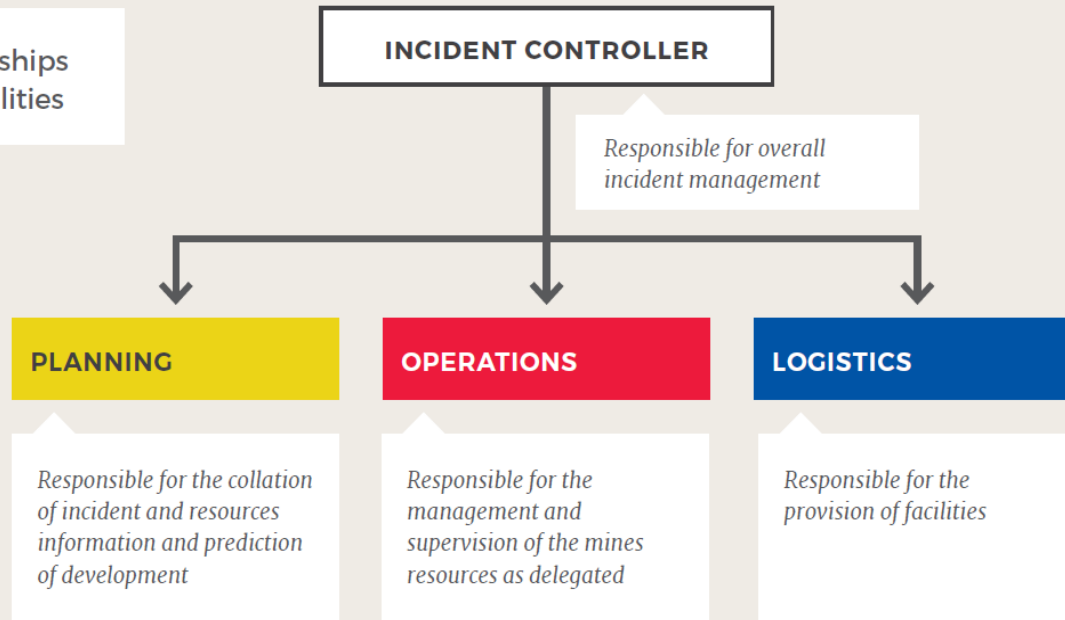 ships
lities
INCIDENT CONTROLLER
Responsible for overall
incident management
PLANNING
Responsible for the collation
of incident and resources
information and prediction
of development
OPERATIONS
Responsible for the
management and
supervision of the mines
resources as delegated
LOGISTICS
Responsible for the
provision of facilities